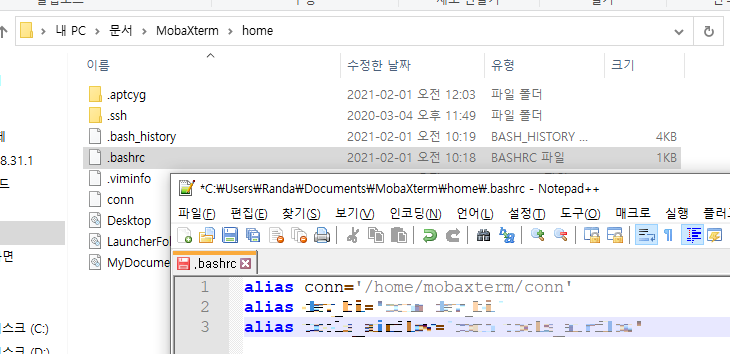 내 PC > 문서 > MobaXterm > home
이름 수정한 날짜 유형 크기
.aptcyg 2021-02-01 오전 12:03 파일 폴더
.ssh 2020-03-04 오후 11:49 파일 폴더
.bash_history 2021-02-01 오전 10:19 BASH_HISTORY ... 4KB
.bashrc 2021-02-01 오전 10:18 BASHRC 파일 1KB
.viminfo
conn
8.31.1
Desktop
LauncherFol
MyDocume
*C:₩Users₩Randa₩Documents₩MobaXterm₩home₩.bashrc - Notepad++
파일(F) 편집(E) 찾기(S) 보기(V) 인코딩(N) 언어(L) 설정(T) 도구(O) 매크로 실행 플러
.bashrc
1 alias conn='/home/mobaxterm/conn'
2 alias
3 alias
스크 (C:)
스크 (D:)